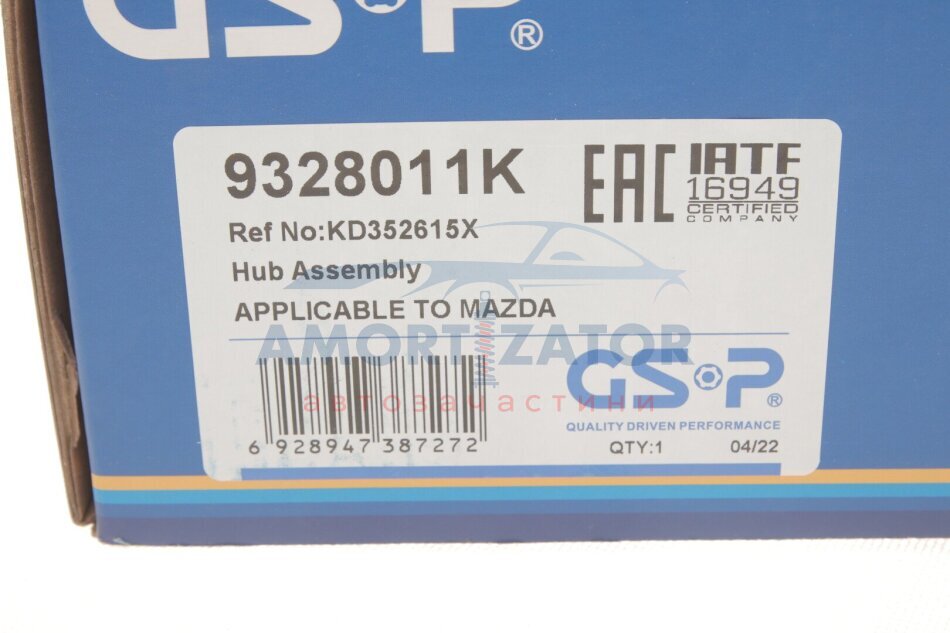 GSP®
9328011K
EAC
IATF
16949
CERTIFIED
COMPANY
Ref No:KD352615X
Hub Assembly
APPLICABLE TO MAZDA
AMORTIZATOR
автозачастини
GSP®
QUALITY DRIVEN PERFORMANCE
6 928947 387272
QTY:1 04/22